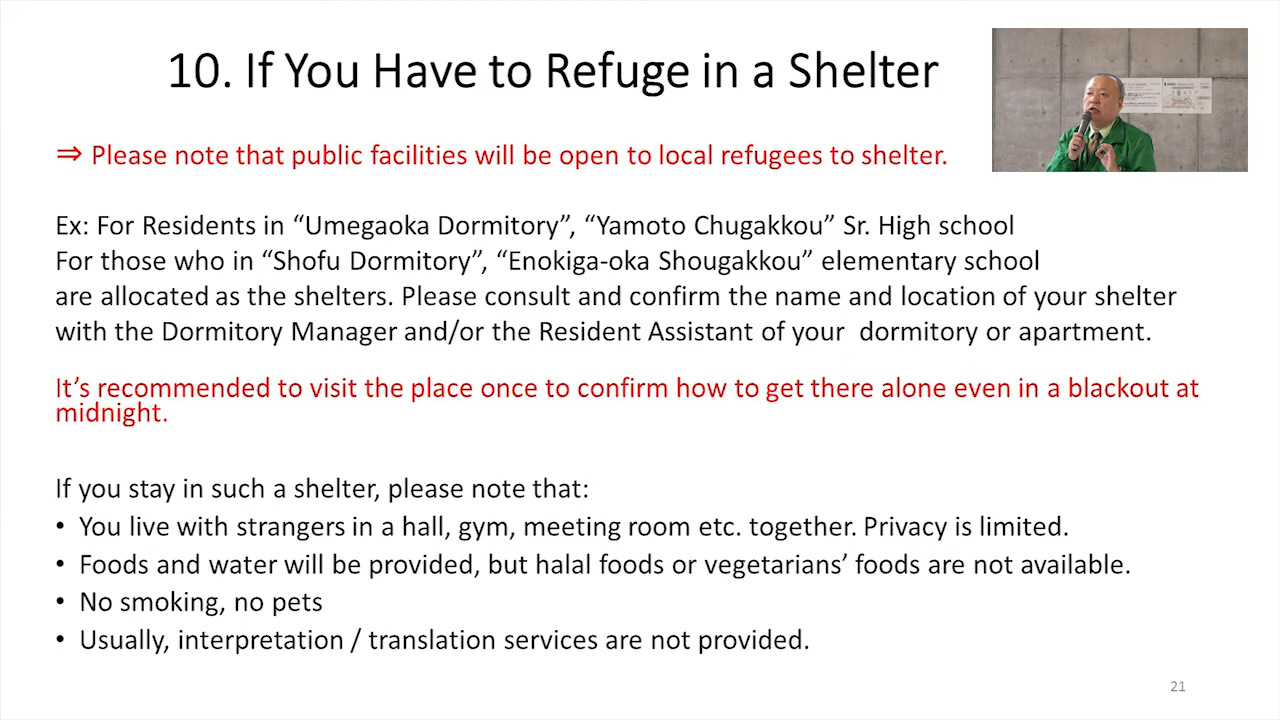 10. If You Have to Refuge in a Shelter
⇒ Please note that public facilities will be open to local refugees to shelter.
Ex: For Residents in “Umegaoka Dormitory”, “Yamoto Chugakkou” Sr. High school
For those who in “Shofu Dormitory”, “Enokiga-oka Shougakkou” elementary school
are allocated as the shelters. Please consult and confirm the name and location of your shelter
with the Dormitory Manager and/or the Resident Assistant of your  dormitory or apartment.
It’s recommended to visit the place once to confirm how to get there alone even in a blackout at
midnight.
If you stay in such a shelter, please note that:
• You live with strangers in a hall, gym, meeting room etc. together. Privacy is limited.
• Foods and water will be provided, but halal foods or vegetarians’ foods are not available.
• No smoking, no pets
• Usually, interpretation / translation services are not provided.
21